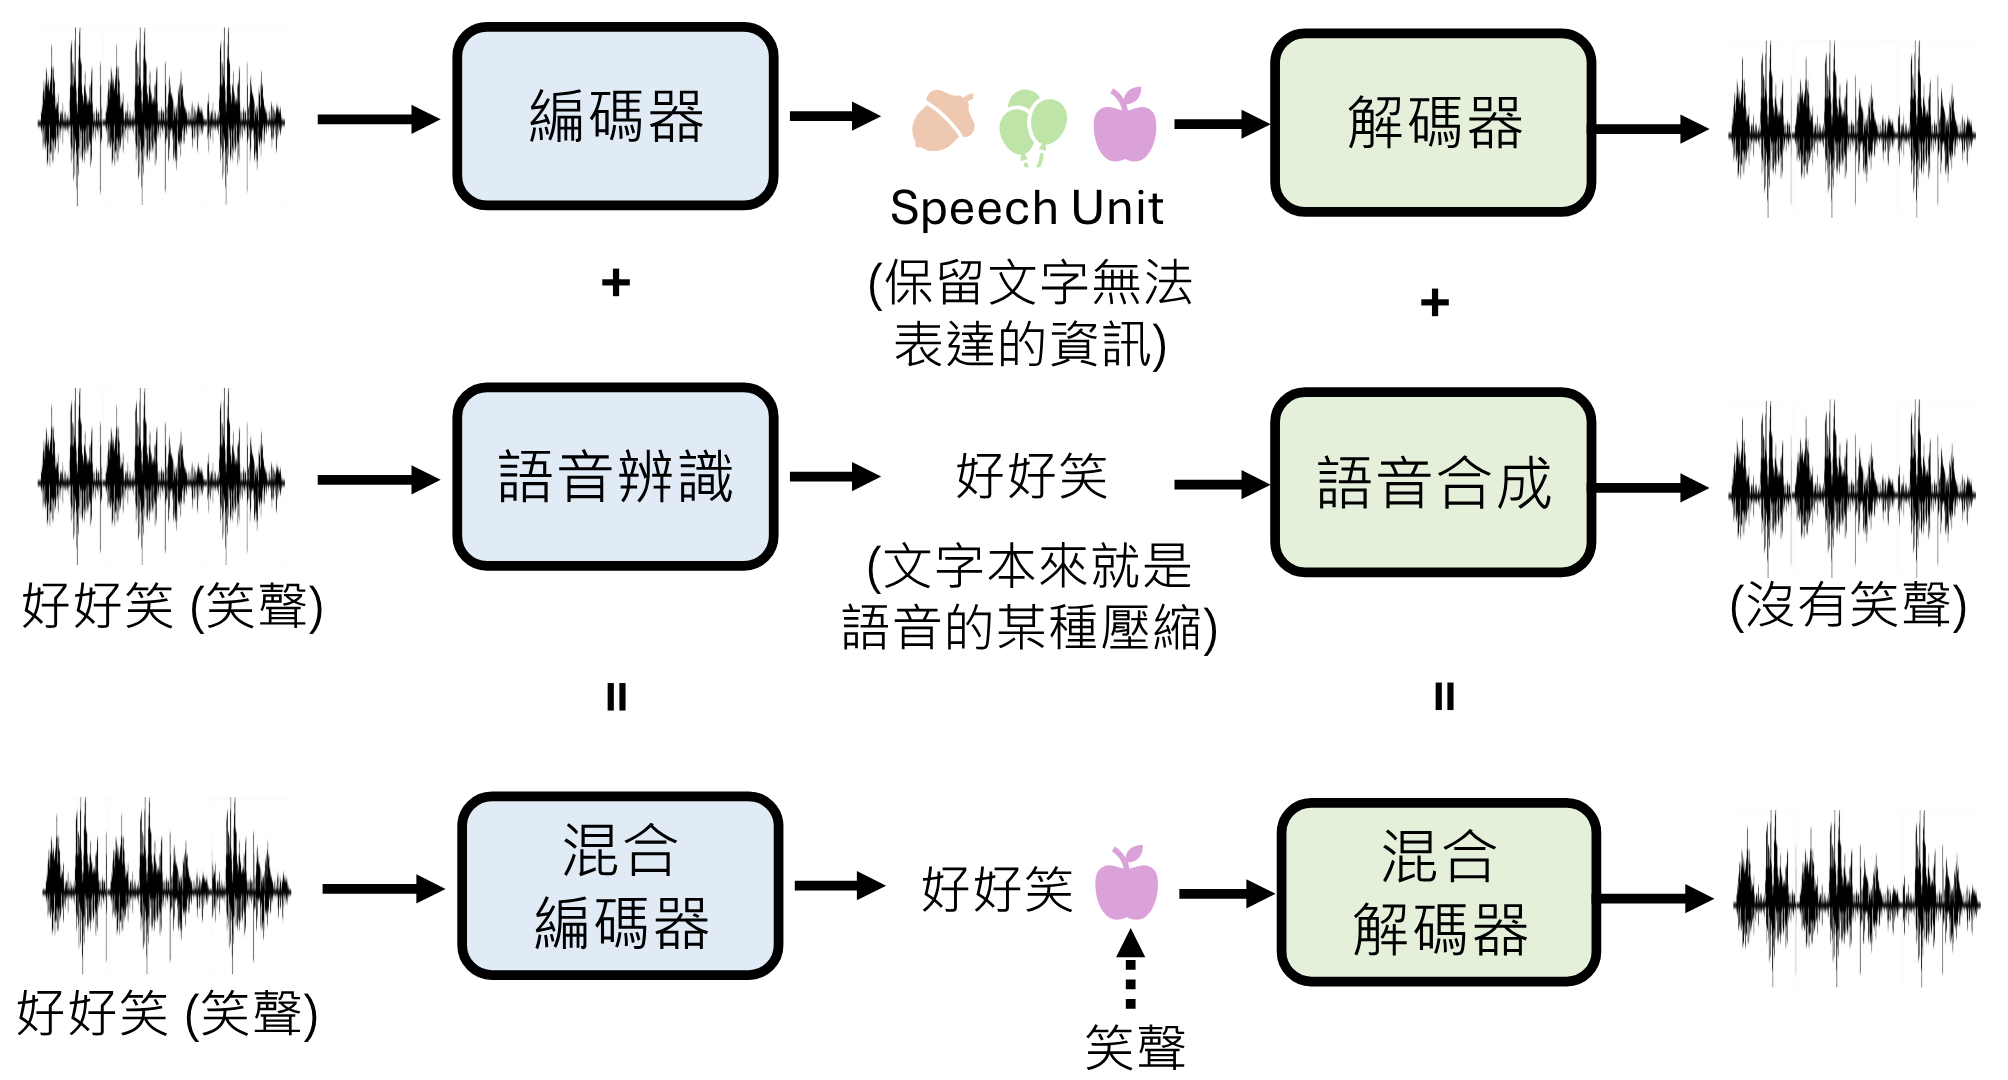 編碼器
解碼器
Speech Unit
(保留文字無法
表達的資訊)
+
+
語音辨識
好好笑
語音合成
(文字本來就是
語音的某種壓縮)
好好笑 (笑聲)
(沒有笑聲)
=
=
混合
編碼器
好好笑
混合
解碼器
好好笑 (笑聲)
笑聲